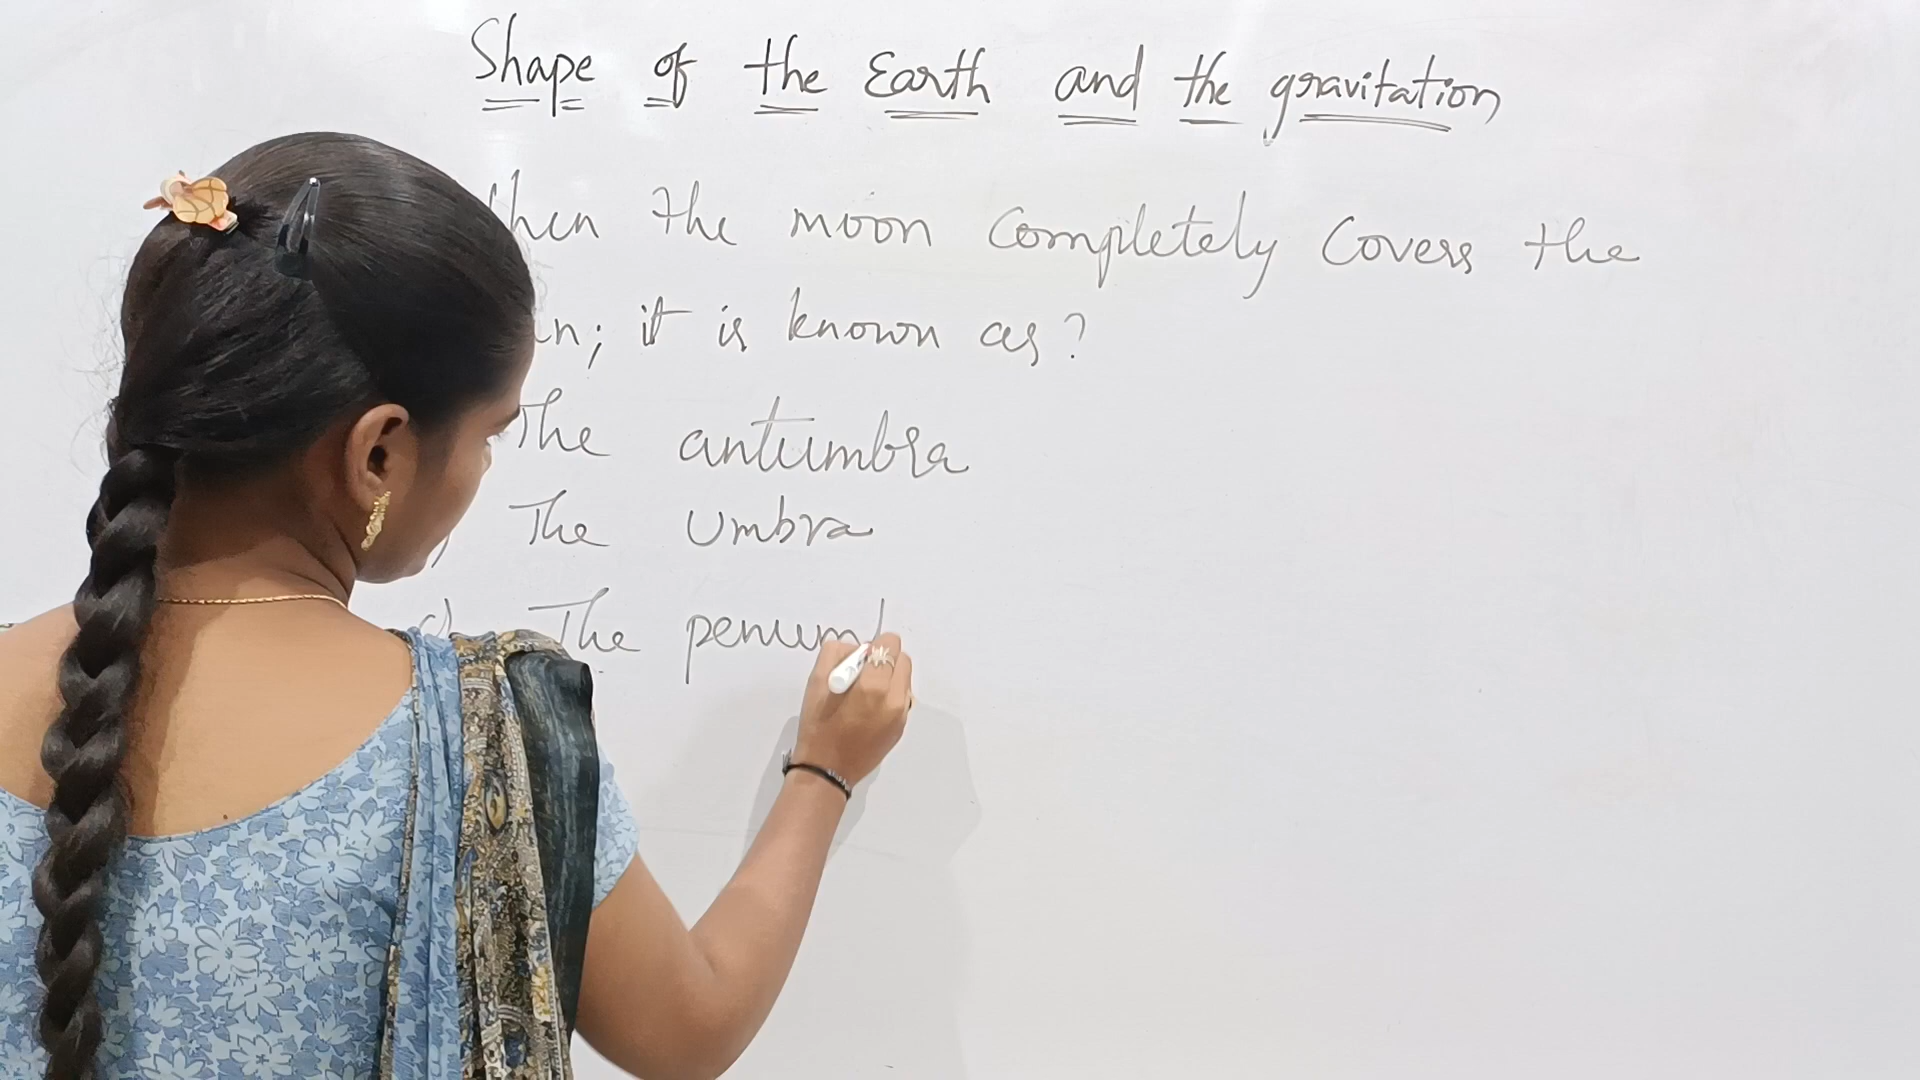 Shape of the Earth and the gravitation
hen the moon completely Covers the
n; it is known as?
The antumbra
) The Umbra
c) The penumb